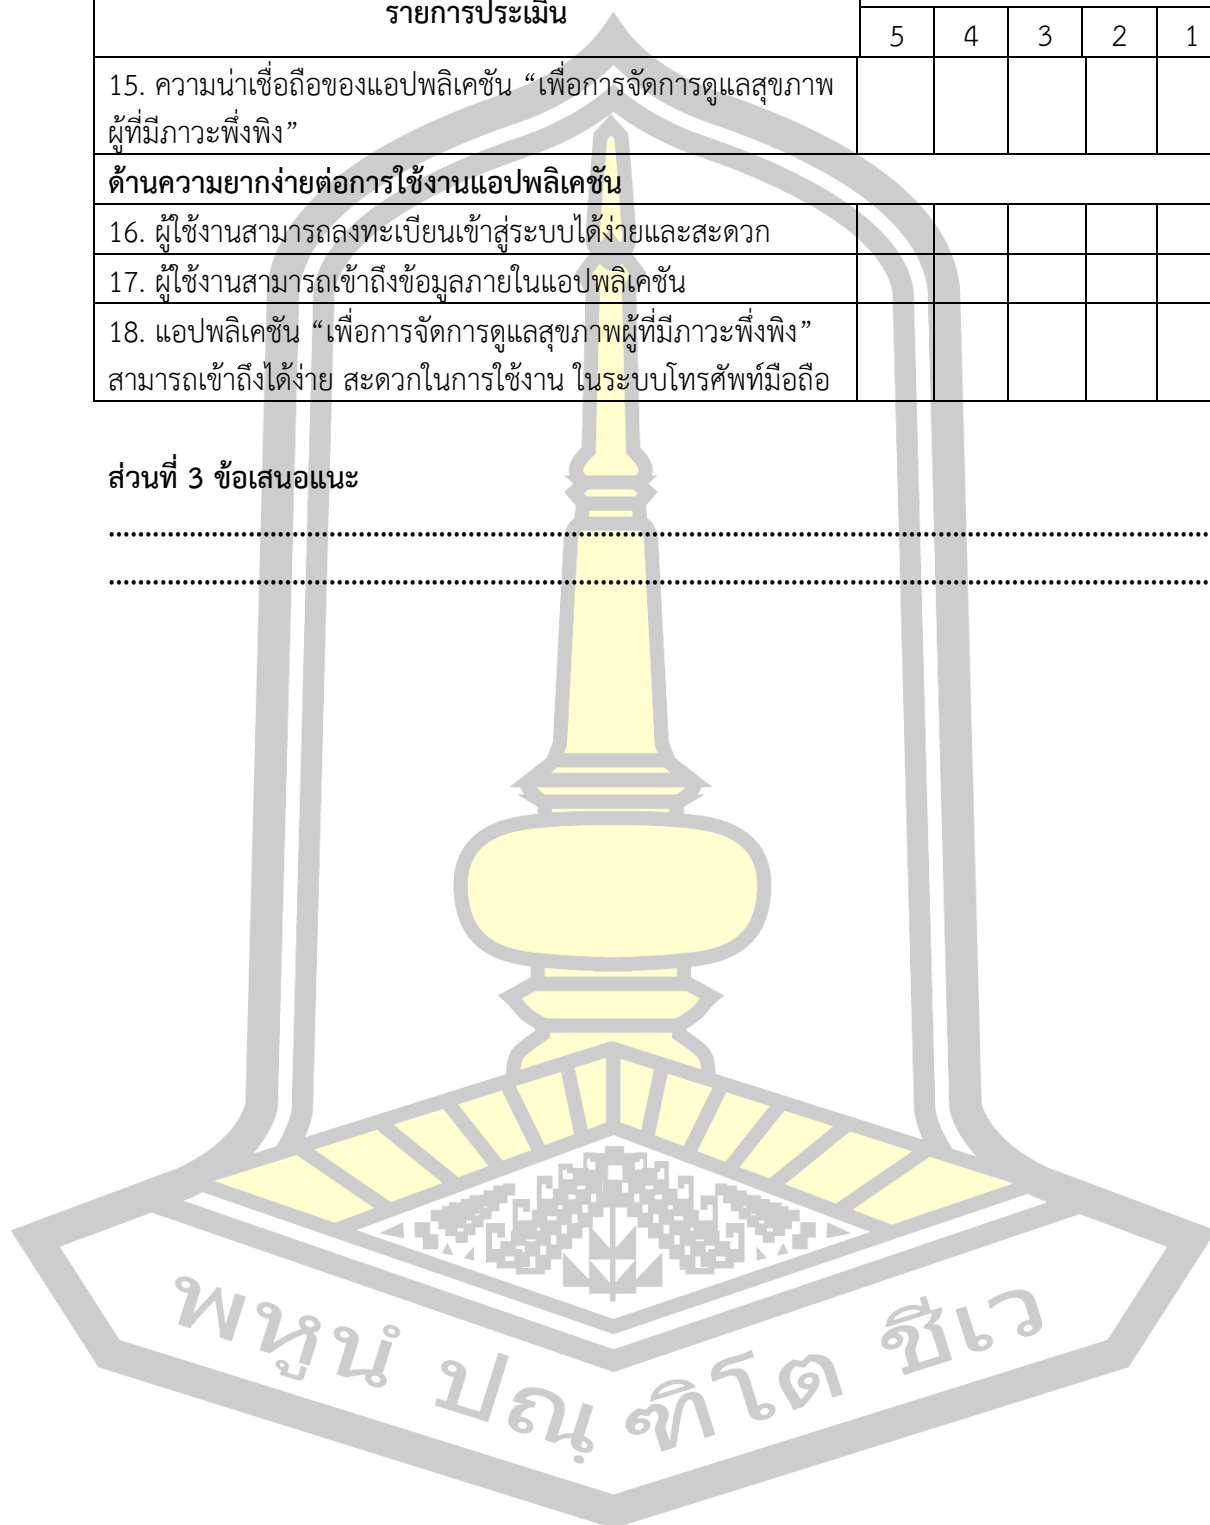 รายการประเมิน
5 4 3 2 1
15. ความน่าเชื่อถือของแอปพลิเคชัน “เพื่อการจัดการดูแลสุขภาพ
ผู้ที่มีภาวะพึ่งพิง”
ด้านความยากง่ายต่อการใช้งานแอปพลิเคชัน
16. ผู้ใช้งานสามารถลงทะเบียนเข้าสู่ระบบได้ง่ายและสะดวก
17. ผู้ใช้งานสามารถเข้าถึงข้อมูลภายในแอปพลิเคชัน
18. แอปพลิเคชัน “เพื่อการจัดการดูแลสุขภาพผู้ที่มีภาวะพึ่งพิง”
สามารถเข้าถึงได้ง่าย สะดวกในการใช้งาน ในระบบโทรศัพท์มือถือ
ส่วนที่ 3 ข้อเสนอแนะ
พหูนํ ปณฺฑิโต ชีเว